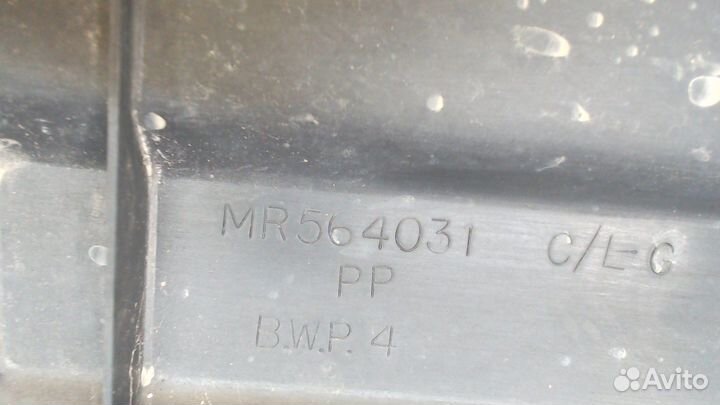 MR564031 C/L-G
PP
B.W.P. 4
Avito